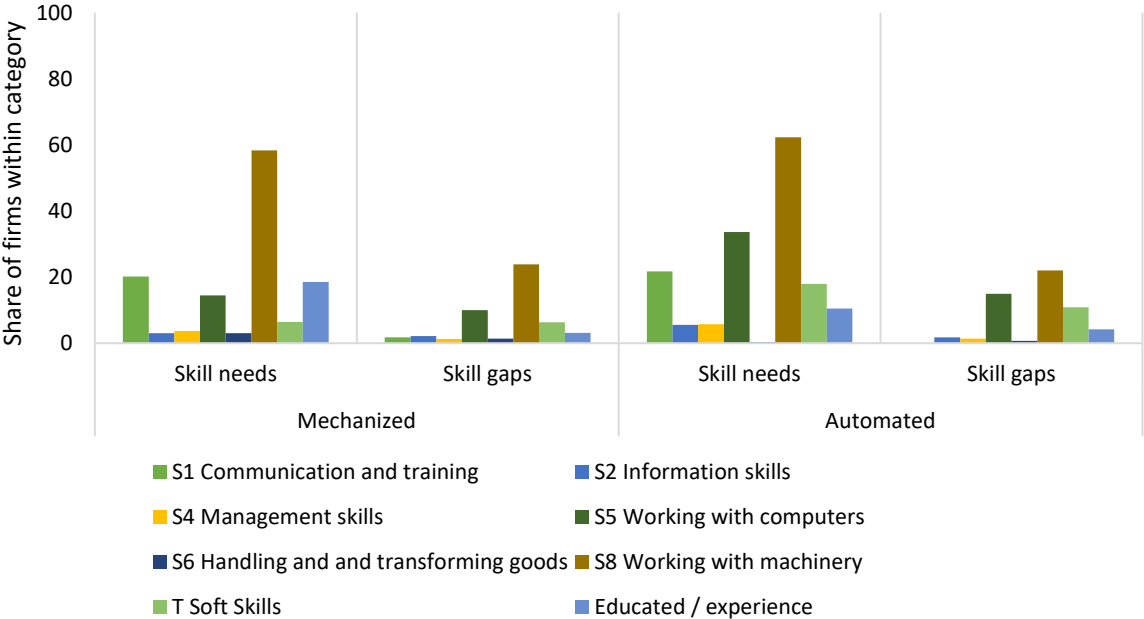 Share of firms within category
100
80
60
40
20
0
Skill needs Skill gaps Skill needs Skill gaps
Mechanized Automated
S1 Communication and training S2 Information skills
S4 Management skills S5 Working with computers
S6 Handling and and transforming goods S8 Working with machinery
T Soft Skills Educated / experience